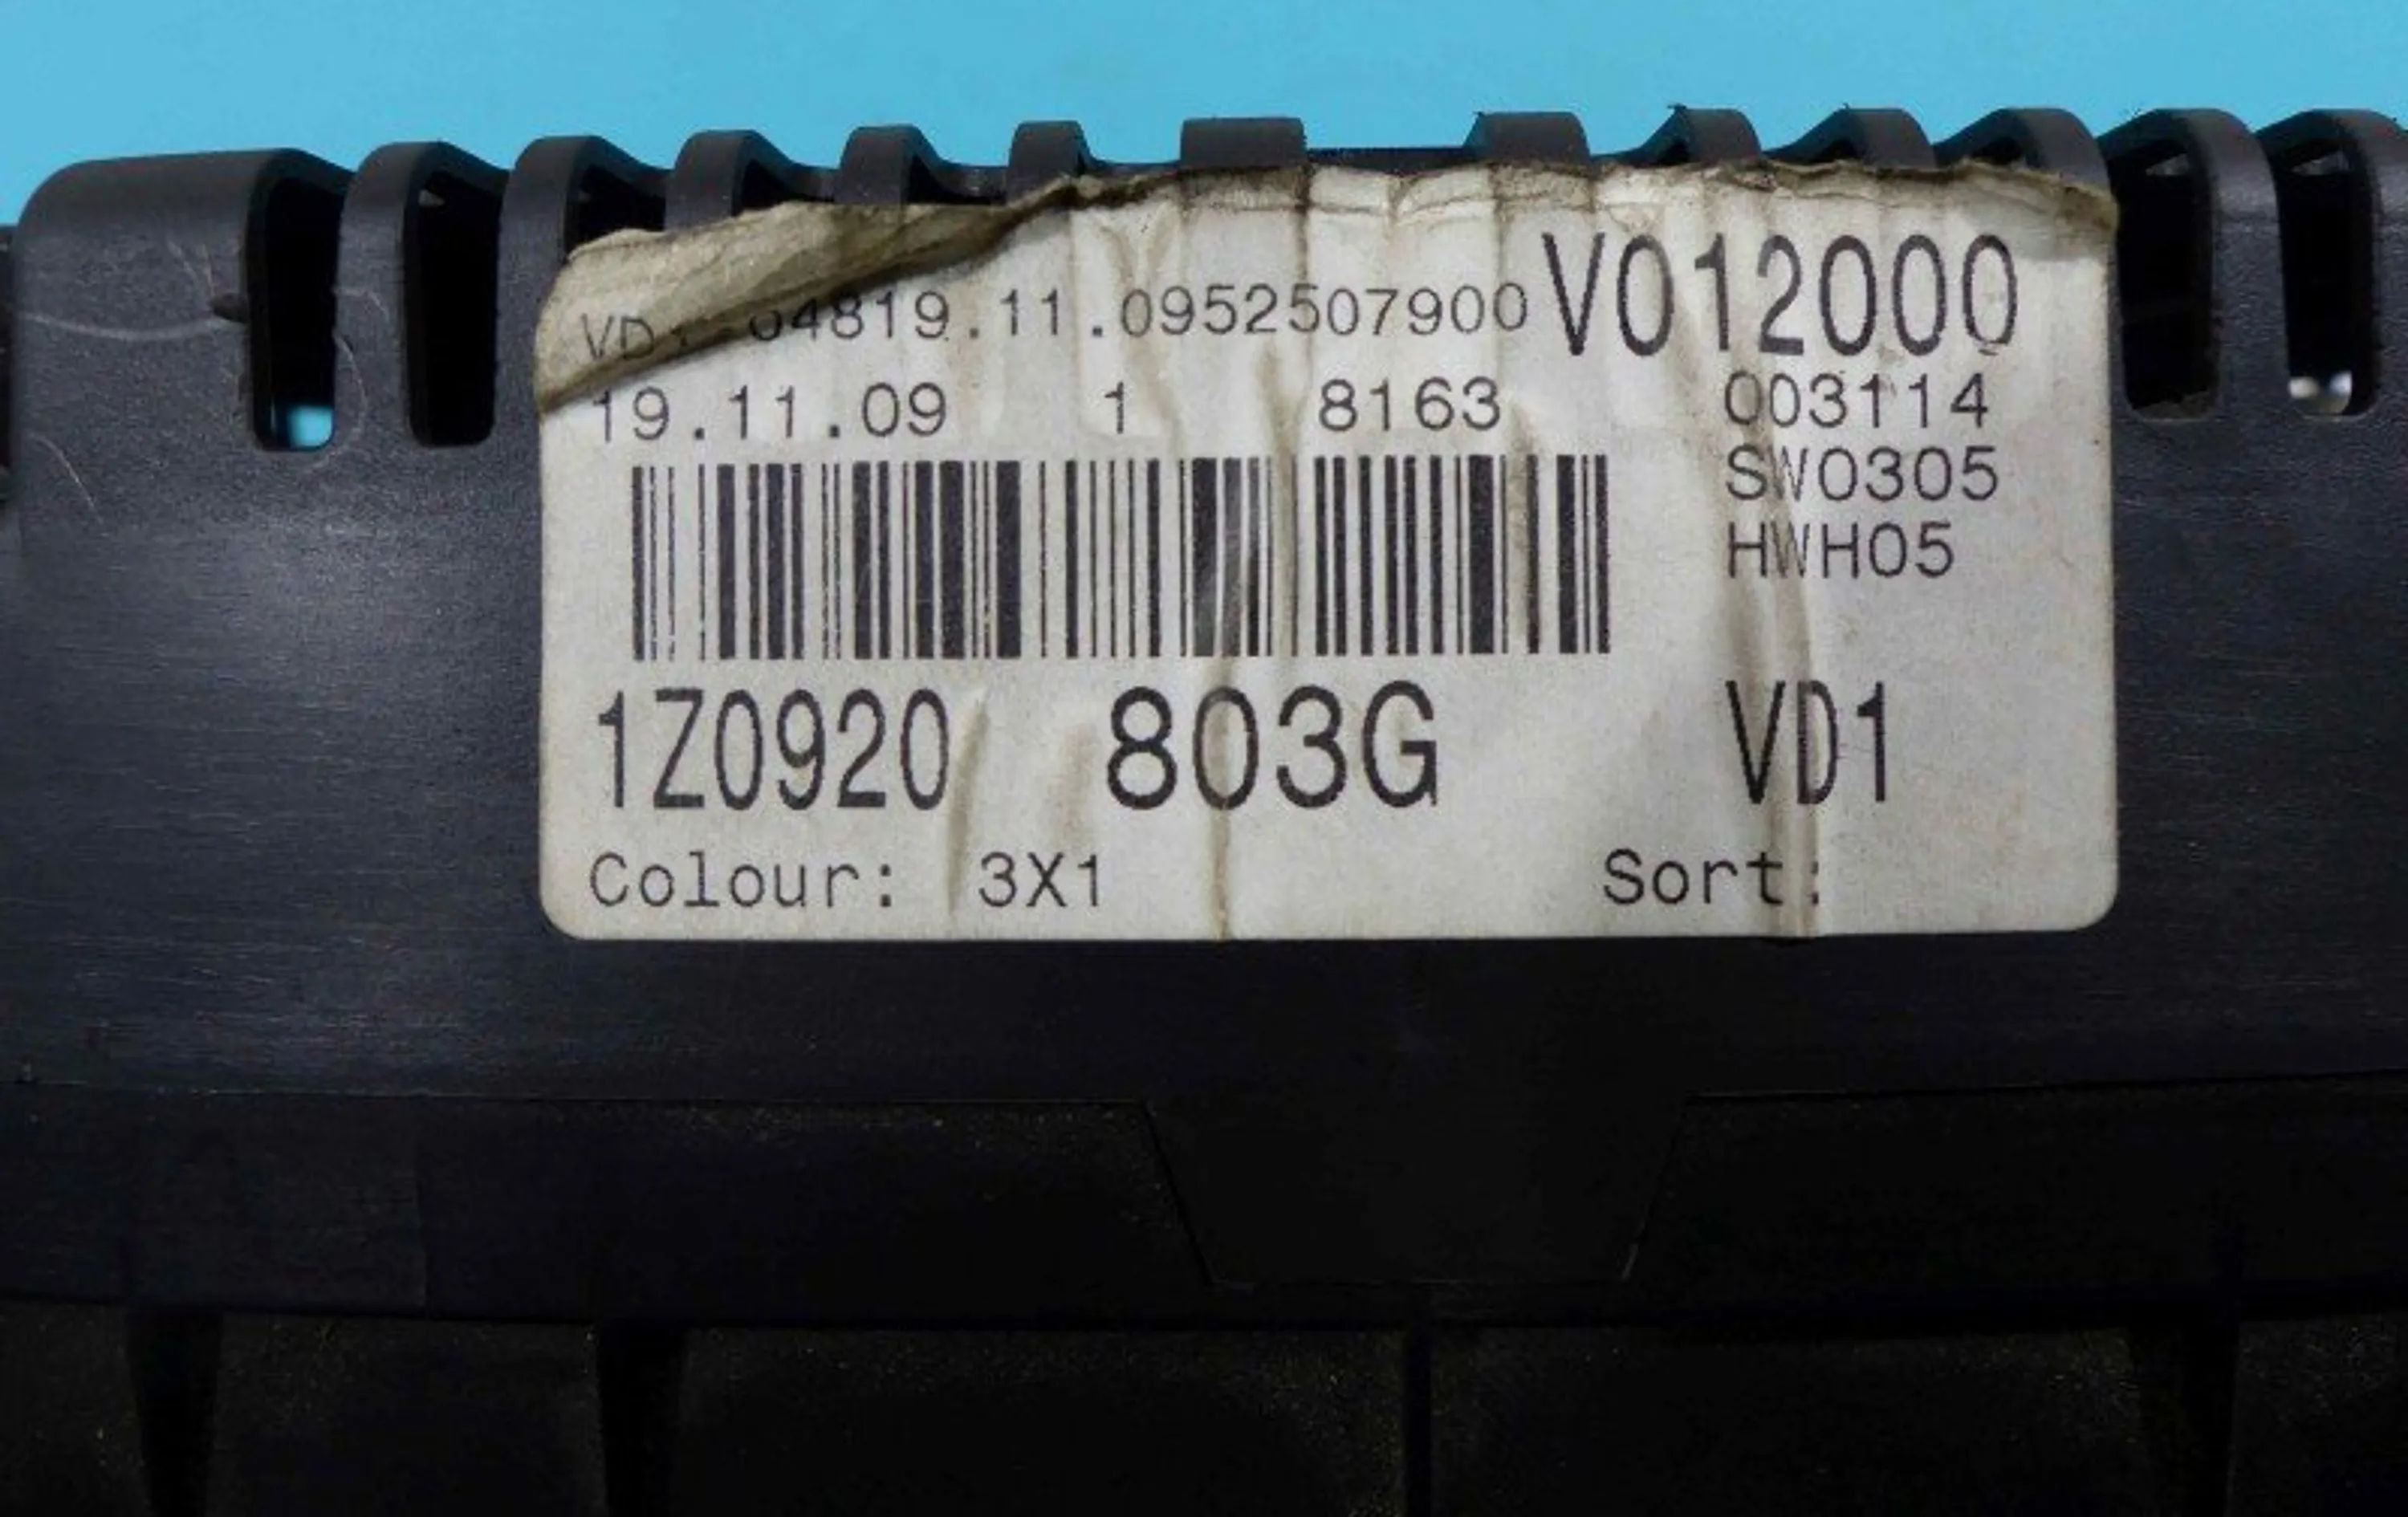 04819.11.0952507900 V012000
19.11.09 1 8163 003114
SW0305
HWH05
1Z0920 803G VD1
Colour: 3X1 Sort: